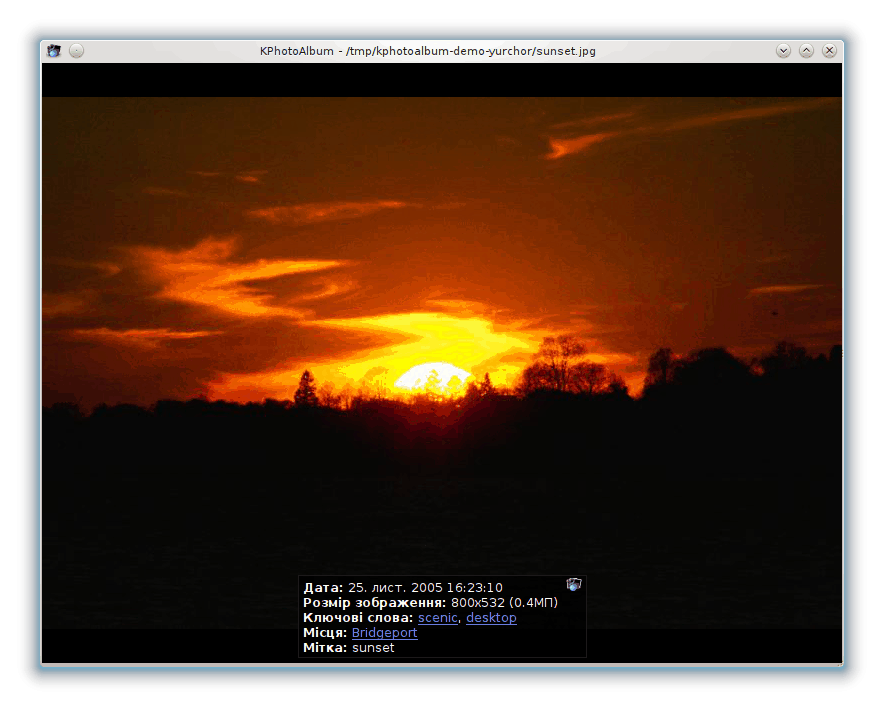 KPhotoAlbum - /tmp/kphotoalbum-demo-yurchor/sunset.jpg
Дата: 25. лист. 2005 16:23:10
Розмір зображення: 800x532 (0.4МП)
Ключові слова: scenic, desktop
Місця: Bridgeport
Мітка: sunset